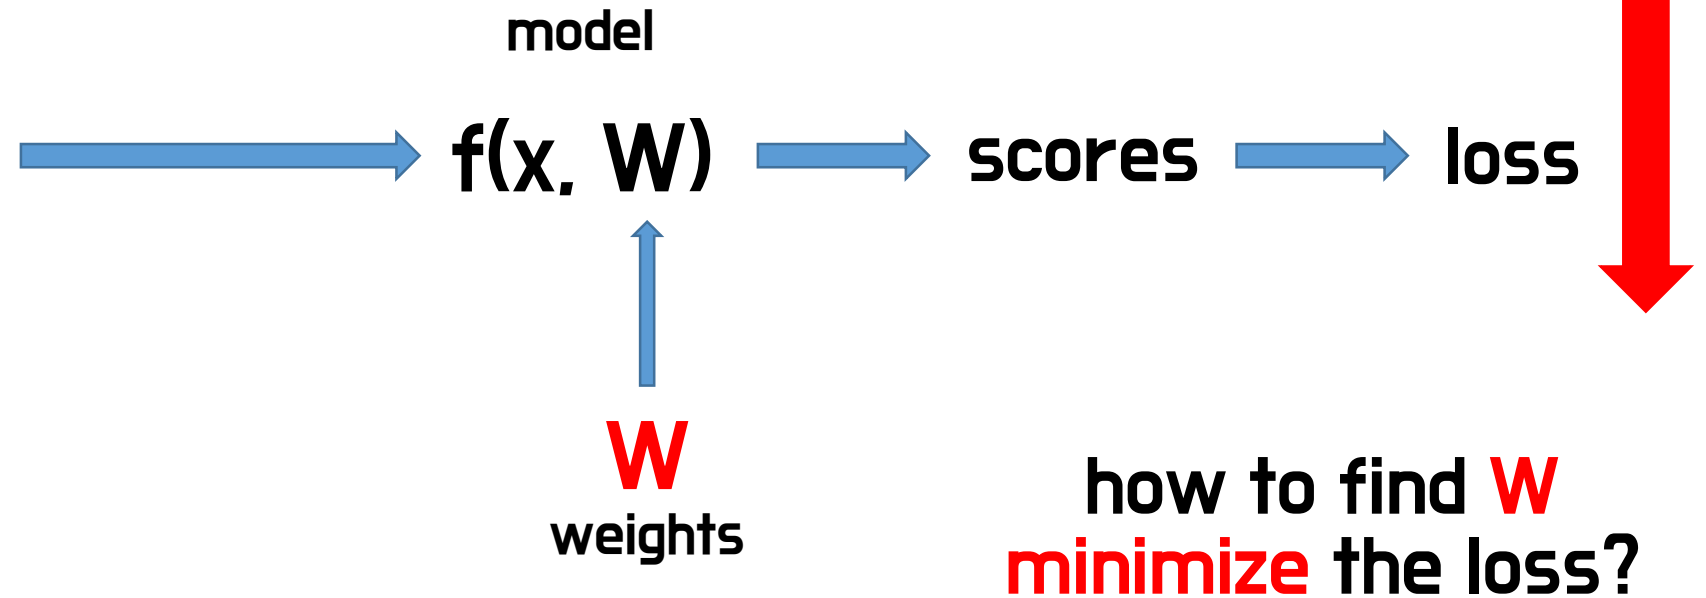 model
f(x, W)
scores
loss
W
weights
how to find W
minimize the loss?